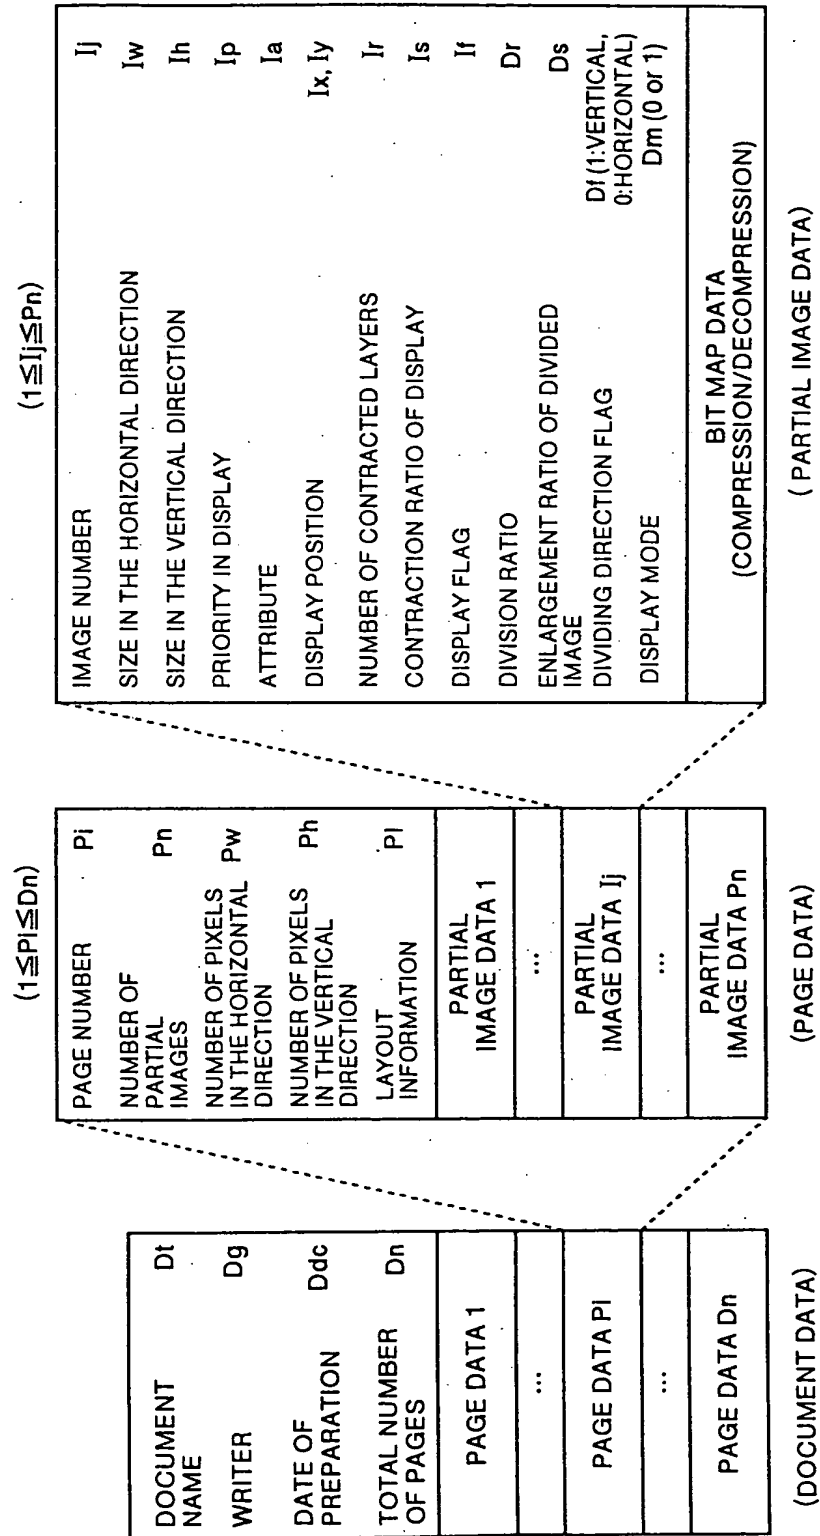 DOCUMENT
NAME Dt
WRITER Dg
DATE OF
PREPARATION Ddc
TOTAL NUMBER
OF PAGES Dn
PAGE DATA 1
...
PAGE DATA Pi
...
PAGE DATA Dn
(DOCUMENT DATA)
(1≦Pi≦Dn)
PAGE NUMBER Pi
NUMBER OF
PARTIAL Pn
IMAGES
NUMBER OF PIXELS
IN THE HORIZONTAL Pw
DIRECTION
NUMBER OF PIXELS
IN THE VERTICAL Ph
DIRECTION
LAYOUT
INFORMATION Pl
PARTIAL
IMAGE DATA 1
...
PARTIAL
IMAGE DATA Ij
...
PARTIAL
IMAGE DATA Pn
(PAGE DATA)
(1≦Ij≦Pn)
IMAGE NUMBER Ij
SIZE IN THE HORIZONTAL DIRECTION Iw
SIZE IN THE VERTICAL DIRECTION Ih
PRIORITY IN DISPLAY Ip
ATTRIBUTE Ia
DISPLAY POSITION Ix, Iy
NUMBER OF CONTRACTED LAYERS Ir
CONTRACTION RATIO OF DISPLAY Is
DISPLAY FLAG If
DIVISION RATIO Dr
ENLARGEMENT RATIO OF DIVIDED Ds
IMAGE
DIVIDING DIRECTION FLAG Df (1:VERTICAL,
0:HORIZONTAL)
DISPLAY MODE Dm (0 or 1)
BIT MAP DATA
(COMPRESSION/DECOMPRESSION)
( PARTIAL IMAGE DATA)